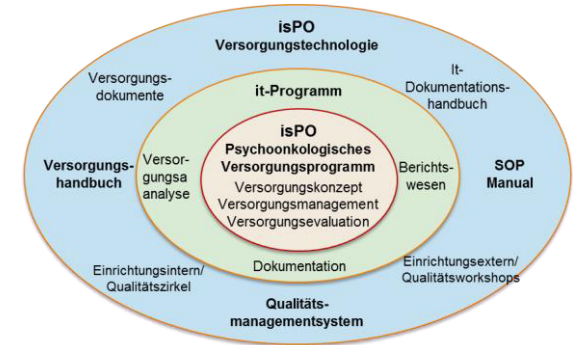 isPO
Versorgungstechnologie
Versorgungs-
dokumente
It-
Dokumentations-
handbuch
it-Programm
isPO
Psychoonkologisches
Versorgungsprogramm
Versorgungskonzept
Versorgungsmanagement
Versorgungsevaluation
Versorgungs-
handbuch
Versor-
gungsa
analyse
Berichts-
wesen
SOP
Manual
Dokumentation
Einrichtungsintern/
Qualitätszirkel
Einrichtungsextern/
Qualitätsworkshops
Qualitäts-
managementsystem